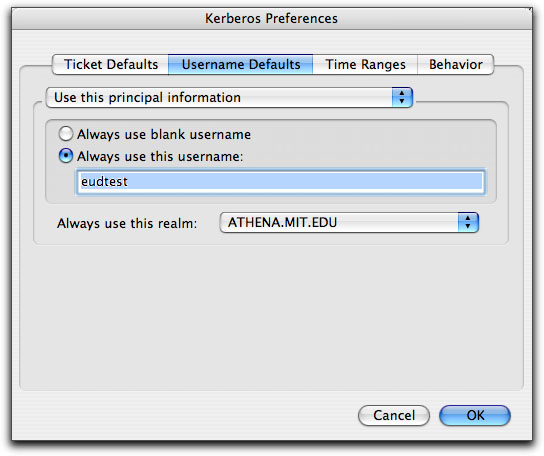 Kerberos Preferences
Ticket Defaults Username Defaults Time Ranges Behavior
Use this principal information
Always use blank username
Always use this username:
eudtest
Always use this realm: ATHENA.MIT.EDU
Cancel OK